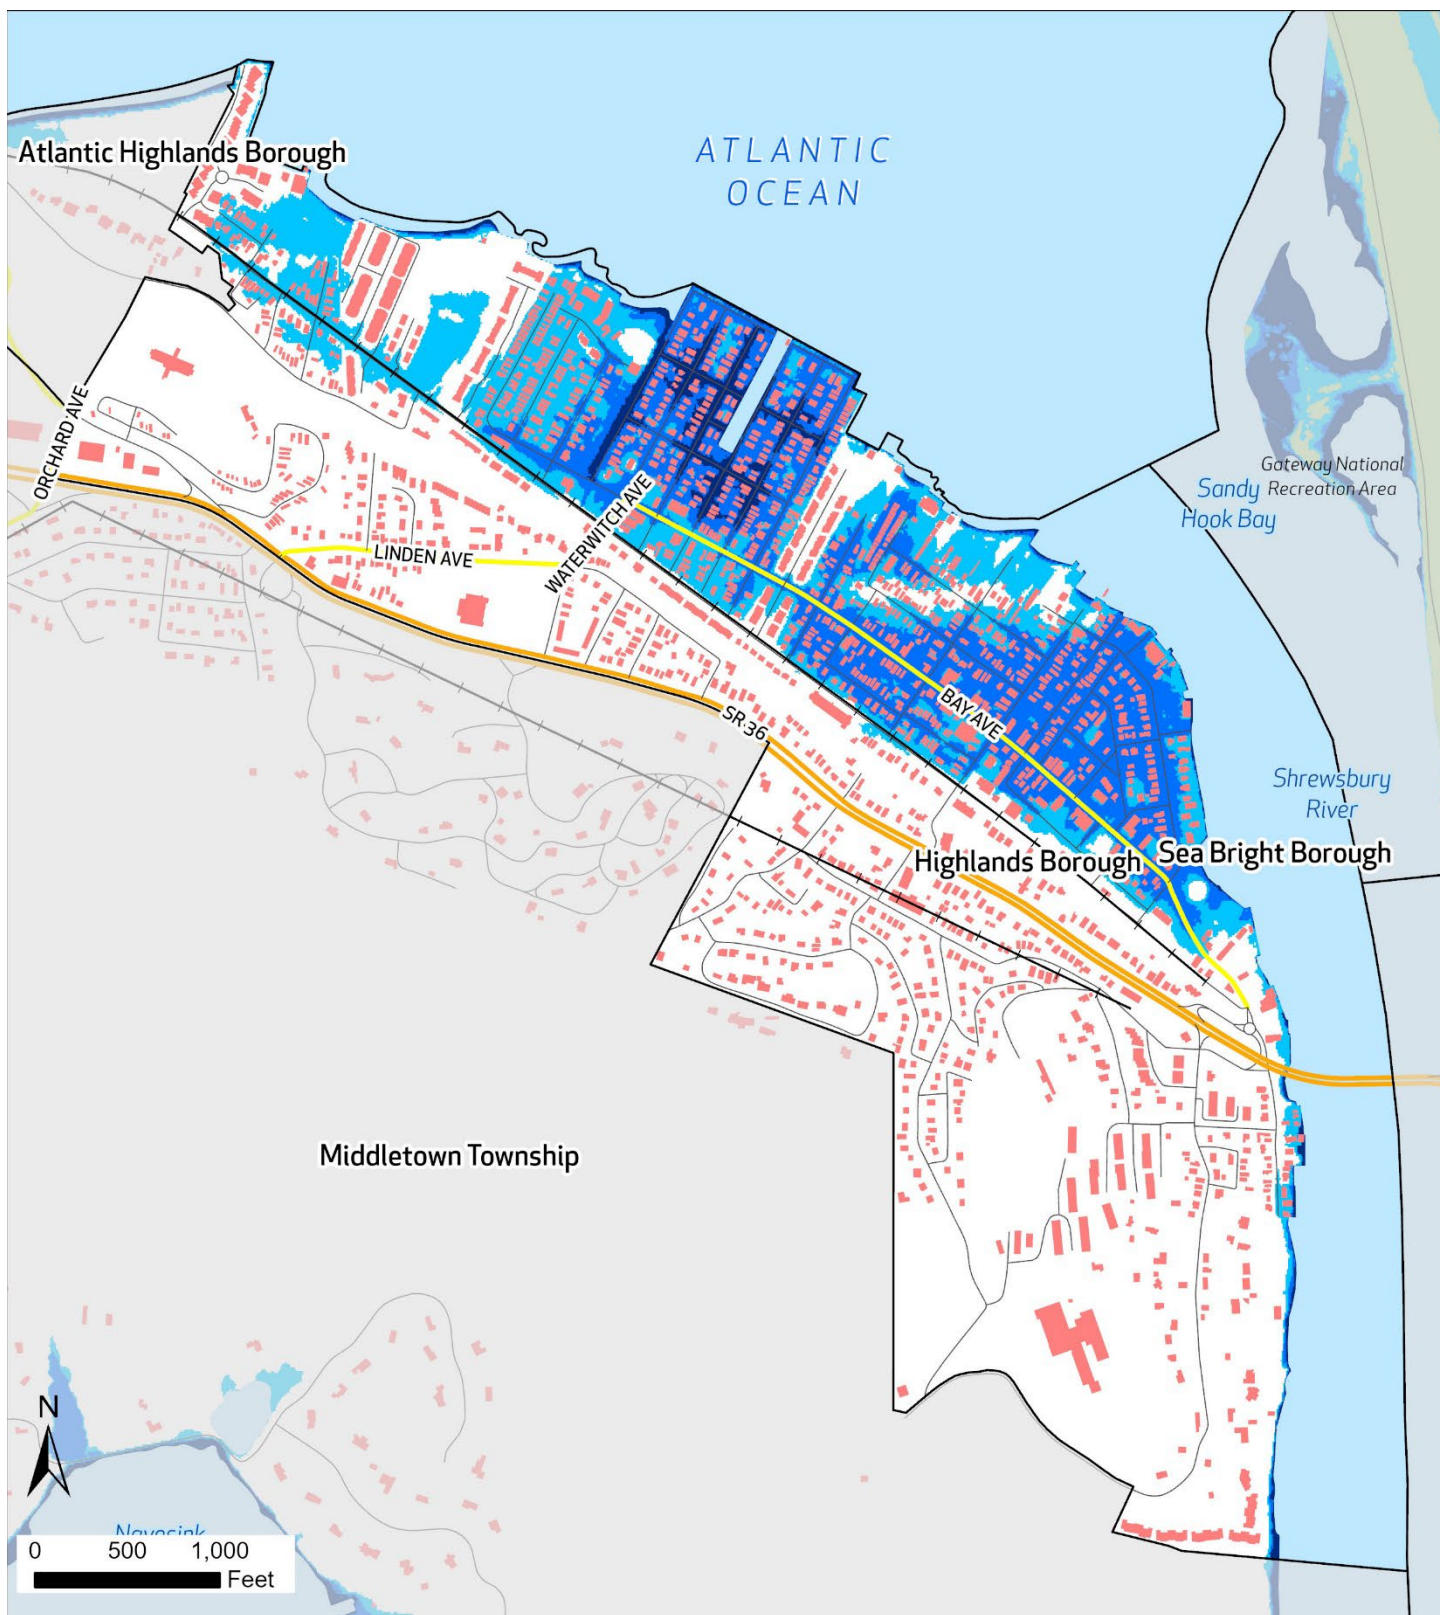 ATLANTIC
OCEAN
Atlantic Highlands Borough
ORCHARD AVE
Gateway National
Recreation Area
Sandy
Hook Bay
WATERWITCH AVE
LINDEN AVE
SR 36
BAY AVE
Shrewsbury
River
Highlands Borough
Sea Bright Borough
Middletown Township
N
Navesink
0 500 1,000
Feet